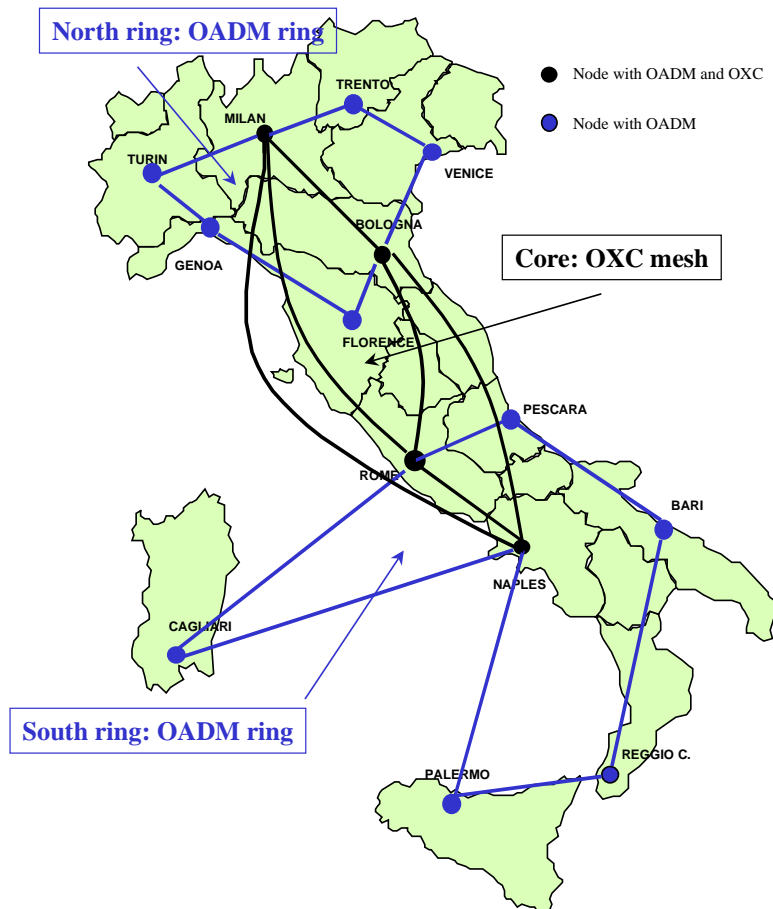 North ring: OADM ring
Node with OADM and OXC
TRENTO
MILAN
Node with OADM
TURIN
VENICE
BOLOGNA
Core: OXC mesh
GENOA
FLORENCE
PESCARA
ROME
BARI
NAPLES
CAGLIARI
South ring: OADM ring
REGGIO C.
PALERMO